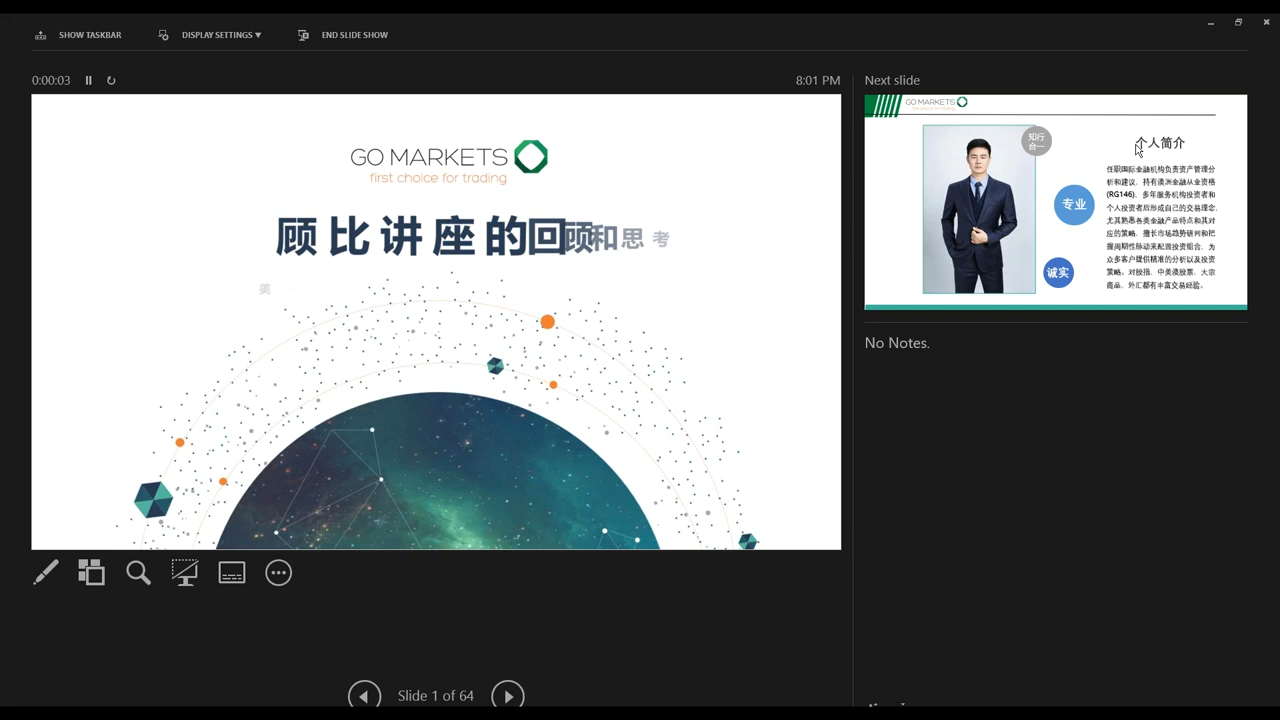 SHOW TASKBAR
DISPLAY SETTINGS ▼
END SLIDE SHOW
0:00:03
8:01 PM
GO MARKETS
first choice for trading
顾比讲座的回顾和思考
美
Slide 1 of 64
Next slide
GO MARKETS
first choice for trading
知行
合一
个人简介
专业
诚实
任职国际金融机构负责资产管理分
析和建议，持有澳洲金融从业资格
(RG146)，多年服务机构投资者和
个人投资者后形成自己的交易理念，
尤其熟悉各类金融产品特点和其对
应的策略，擅长市场趋势研判和把
握周期性脉动来配置投资组合，为
众多客户提供精准的分析以及投资
策略。对股指，中美澳股票，大宗
商品，外汇都有丰富交易经验。
No Notes.